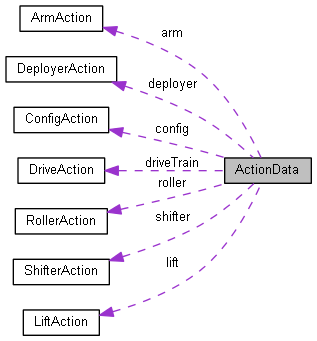 ArmAction
arm
DeployerAction
deployer
ConfigAction
config
DriveAction
driveTrain
ActionData
roller
RollerAction
shifter
ShifterAction
lift
LiftAction